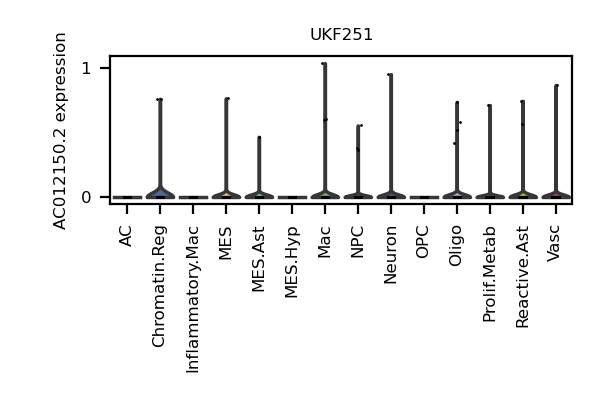 UKF251
AC012150.2 expression
1
0
AC
Chromatin.Reg
Inflammatory.Mac
MES
MES.Ast
MES.Hyp
Mac
NPC
Neuron
OPC
Oligo
Prolif.Metab
Reactive.Ast
Vasc